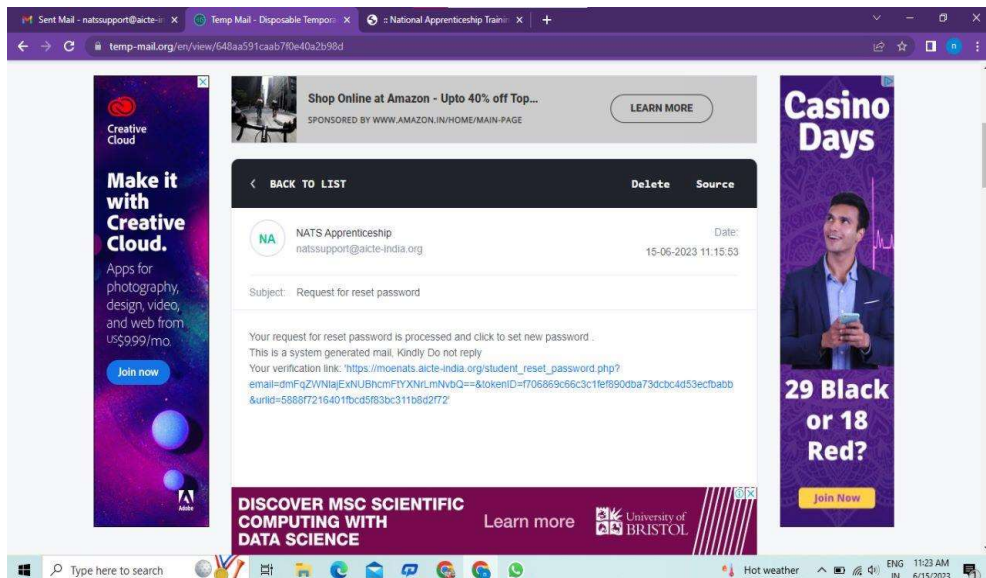 Sent Mail - natssupport@aicte-in
Temp Mail - Disposable Tempora
:: National Apprenticeship Trainin
temp-mail.org/en/view/648aa591caab7f0e40a2b98d
n
Creative
Cloud
Make it
with
Creative
Cloud.
Apps for
photography,
design, video,
and web from
US$9.99/mo.
Join now
Adobe
Shop Online at Amazon - Upto 40% off Top...
SPONSORED BY WWW.AMAZON.IN/HOME/MAIN-PAGE
LEARN MORE
BACK TO LIST
Delete Source
NA
NATS Apprenticeship
natssupport@aicte-india.org
Date:
15-06-2023 11:15:53
Subject: Request for reset password
Your request for reset password is processed and click to set new password .
This is a system generated mail, Kindly Do not reply
Your verification link: 'https://moenats.aicte-india.org/student_reset_password.php?
email=dmFqZWNlajExNUBhcmFtYXNrLmNvbQ==&tokenID=f706869c66c3c1fef890dba73dcbc4d53ecfbabb
&urlid=5888f7216401fbcd5f83bc311b8d2f72'
DISCOVER MSC SCIENTIFIC
COMPUTING WITH
DATA SCIENCE
Learn more
University of
BRISTOL
Casino
Days
29 Black
or 18
Red?
Join Now
Type here to search
Hot weather
ENG
IN
11:23 AM
6/15/2023